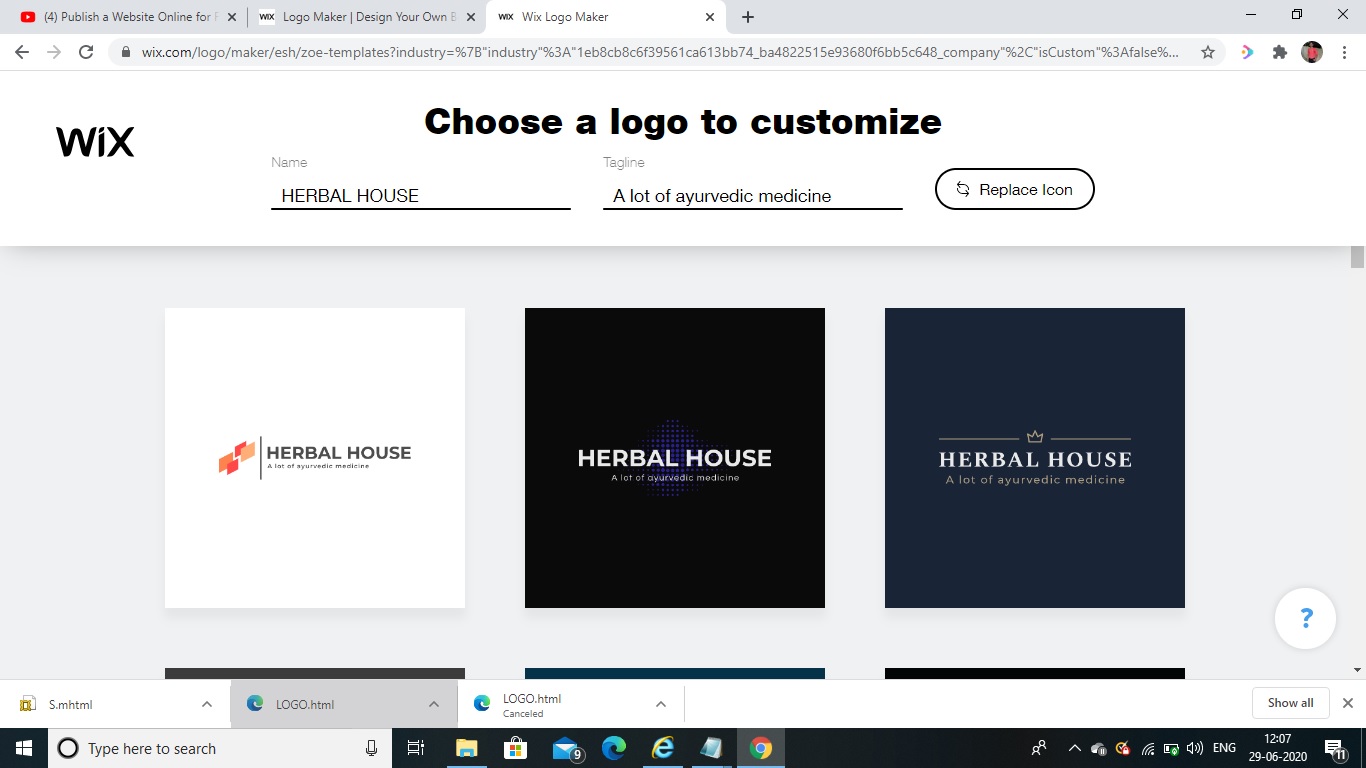 (4) Publish a Website Online for F
WIX Logo Maker | Design Your Own B
WIX Wix Logo Maker
wix.com/logo/maker/esh/zoe-templates?industry=%7B"industry"%3A"1eb8cb8c6f39561ca613bb74_ba4822515e93680f6bb5c648_company"%2C"isCustom"%3Afalse%...
WiX
Choose a logo to customize
Name
HERBAL HOUSE
Tagline
A lot of ayurvedic medicine
Replace Icon
HERBAL HOUSE
A lot of ayurvedic medicine
HERBAL HOUSE
A lot of ayurvedic medicine
HERBAL HOUSE
A lot of ayurvedic medicine
?
S.mhtml
LOGO.html
LOGO.html
Canceled
Show all
Type here to search
9
ENG
12:07
29-06-2020
11